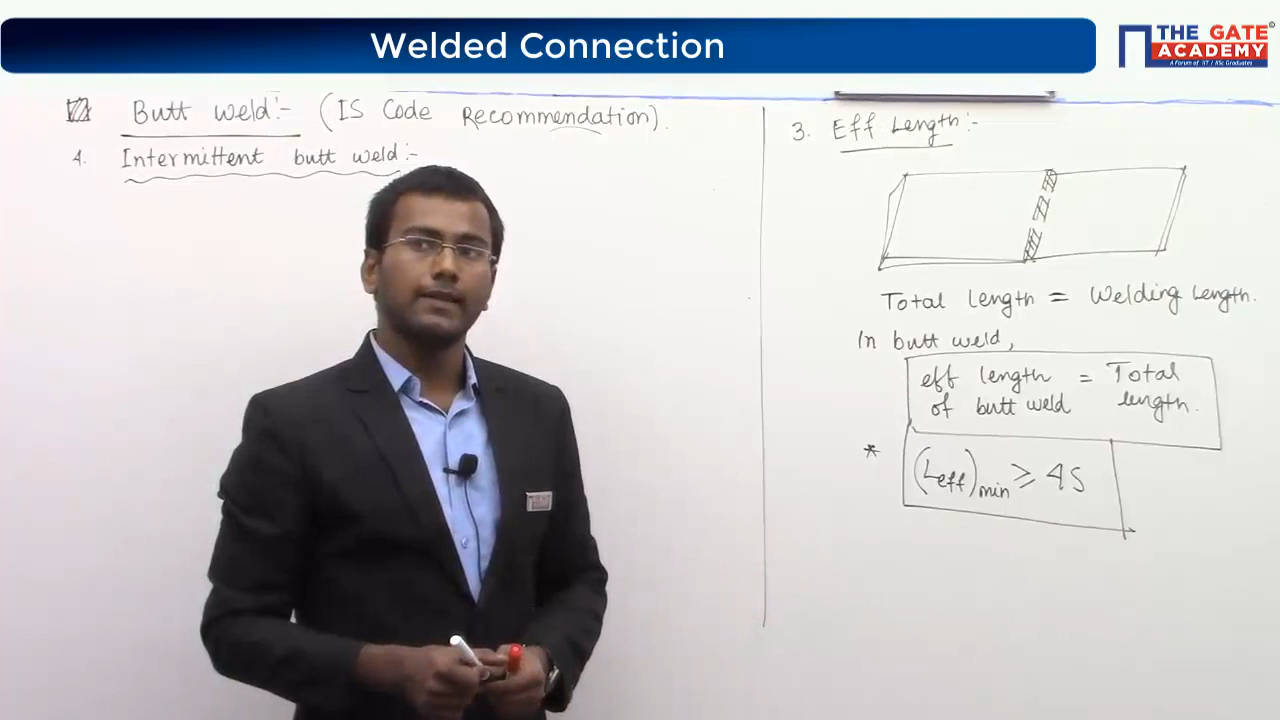 Welded Connection
THE GATE
ACADEMY
A Forum of IIT / IISc Graduates
Butt weld:- (IS Code Recommendation).
4. Intermittent butt weld:-
3. Eff Length:-
Total length = Welding length.
In butt weld,
eff length = Total
of butt weld length.
* (Leff)min ≥ 4S